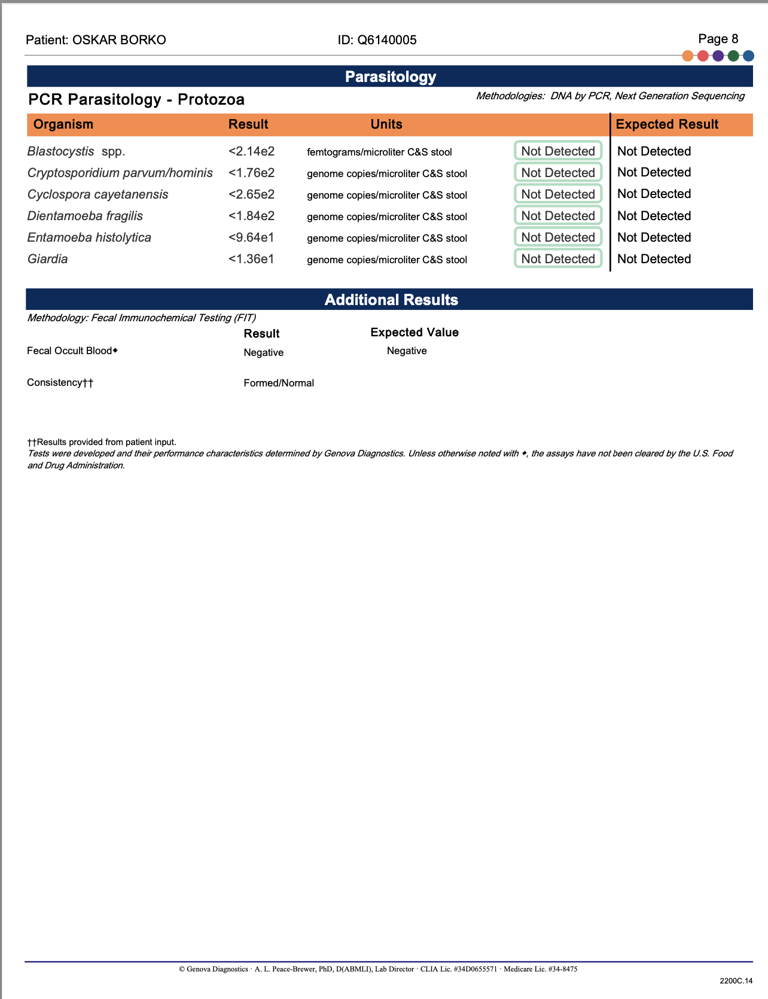 Patient: OSKAR BORKO ID: Q6140005 Page 8
Parasitology
PCR Parasitology - Protozoa Methodologies: DNA by PCR, Next Generation Sequencing
Organism Result Units Expected Result
Blastocystis spp. <2.14e2 femtograms/microliter C&S stool Not Detected Not Detected
Cryptosporidium parvum/hominis <1.76e2 genome copies/microliter C&S stool Not Detected Not Detected
Cyclospora cayetanensis <2.65e2 genome copies/microliter C&S stool Not Detected Not Detected
Dientamoeba fragilis <1.84e2 genome copies/microliter C&S stool Not Detected Not Detected
Entamoeba histolytica <9.64e1 genome copies/microliter C&S stool Not Detected Not Detected
Giardia <1.36e1 genome copies/microliter C&S stool Not Detected Not Detected
Additional Results
Methodology: Fecal Immunochemical Testing (FIT)
Result Expected Value
Fecal Occult Blood◆ Negative Negative
Consistency†† Formed/Normal
††Results provided from patient input.
Tests were developed and their performance characteristics determined by Genova Diagnostics. Unless otherwise noted with ◆, the assays have not been cleared by the U.S. Food
and Drug Administration.
© Genova Diagnostics · A. L. Peace-Brewer, PhD, D(ABMLI), Lab Director · CLIA Lic. #34D0655571 · Medicare Lic. #34-8475
2200C.14